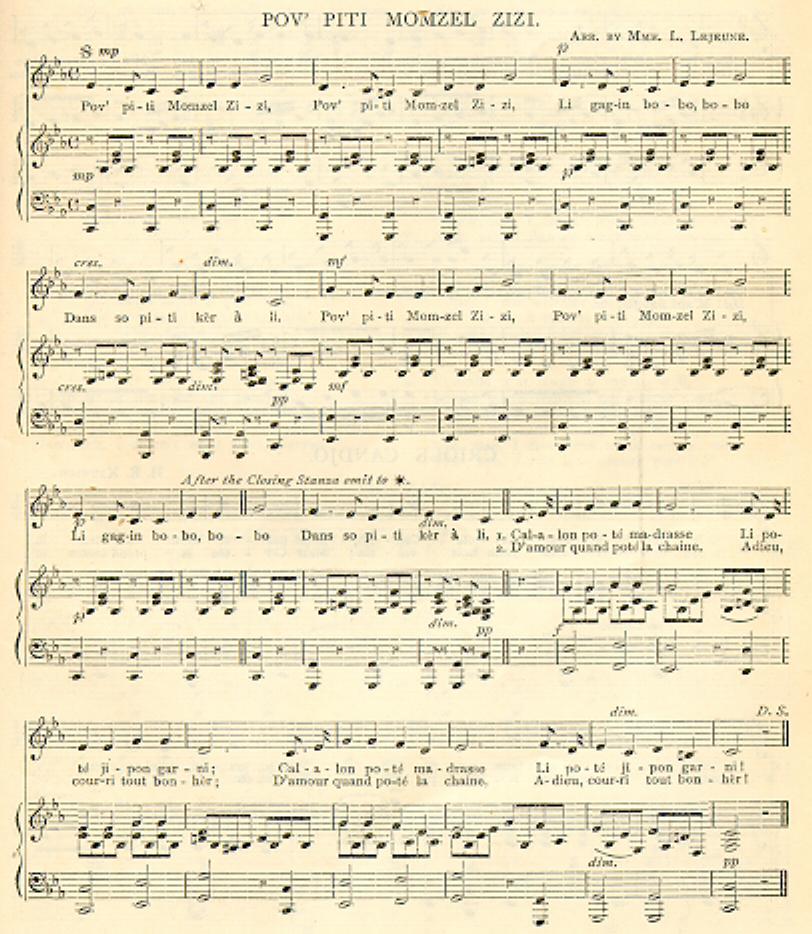 POV' PITI MOMZEL ZIZI.
ARR. BY MME. L. LEJEUNE.
mp
p
Pov' pi - ti Momzel Zi - zi, Pov' pi - ti Mom-zel Zi - zi, Li gag-in bo - bo, bo - bo
mp
p
cres. dim. mf
Dans so pi - ti kèr à li, Pov' pi - ti Mom-zel Zi - zi, Pov' pi - ti Mom-zel Zi - zi,
cres. dim. mf
pp
After the Closing Stanza omit to *.
p
dim.
Li gag-in bo - bo, bo - bo Dans so pi - ti kèr à li, 1. Cal-a - lon po - té ma-drasse Li po-
2. D'amour quand poté la chaine, Adieu,
p
dim. pp
f
dim. D. S.
té ji - pon gar - ni; Cal - a - lon po-té ma - drasse Li po - té ji - pon gar - ni!
cour-ri tout bon - hèr; D'amour quand po-té la chaine, A-dieu, cour-ri tout bon - hèr!
dim. pp